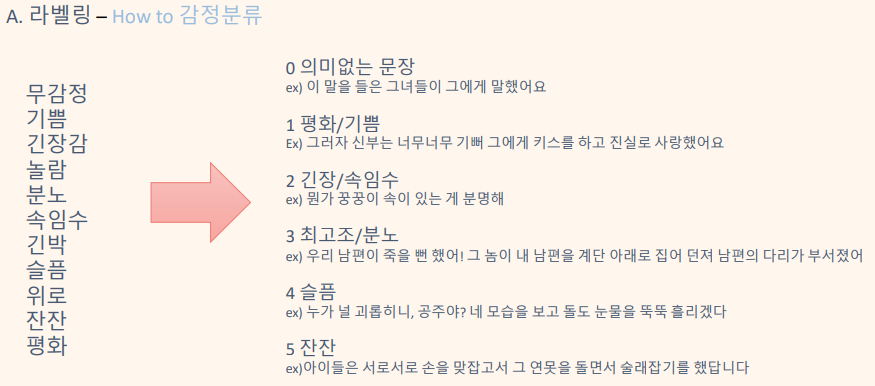 A. 라벨링 – How to 감정분류
무감정
기쁨
긴장감
놀람
분노
속임수
긴박
슬픔
위로
잔잔
평화
0 의미없는 문장
ex) 이 말을 들은 그녀들이 그에게 말했어요
1 평화/기쁨
Ex) 그러자 신부는 너무너무 기뻐 그에게 키스를 하고 진실로 사랑했어요
2 긴장/속임수
ex) 뭔가 꿍꿍이 속이 있는 게 분명해
3 최고조/분노
ex) 우리 남편이 죽을 뻔 했어! 그 놈이 내 남편을 계단 아래로 집어 던져 남편의 다리가 부서졌어
4 슬픔
ex) 누가 널 괴롭히니, 공주야? 네 모습을 보고 돌도 눈물을 뚝뚝 흘리겠다
5 잔잔
ex)아이들은 서로서로 손을 맞잡고서 그 연못을 돌면서 술래잡기를 했답니다